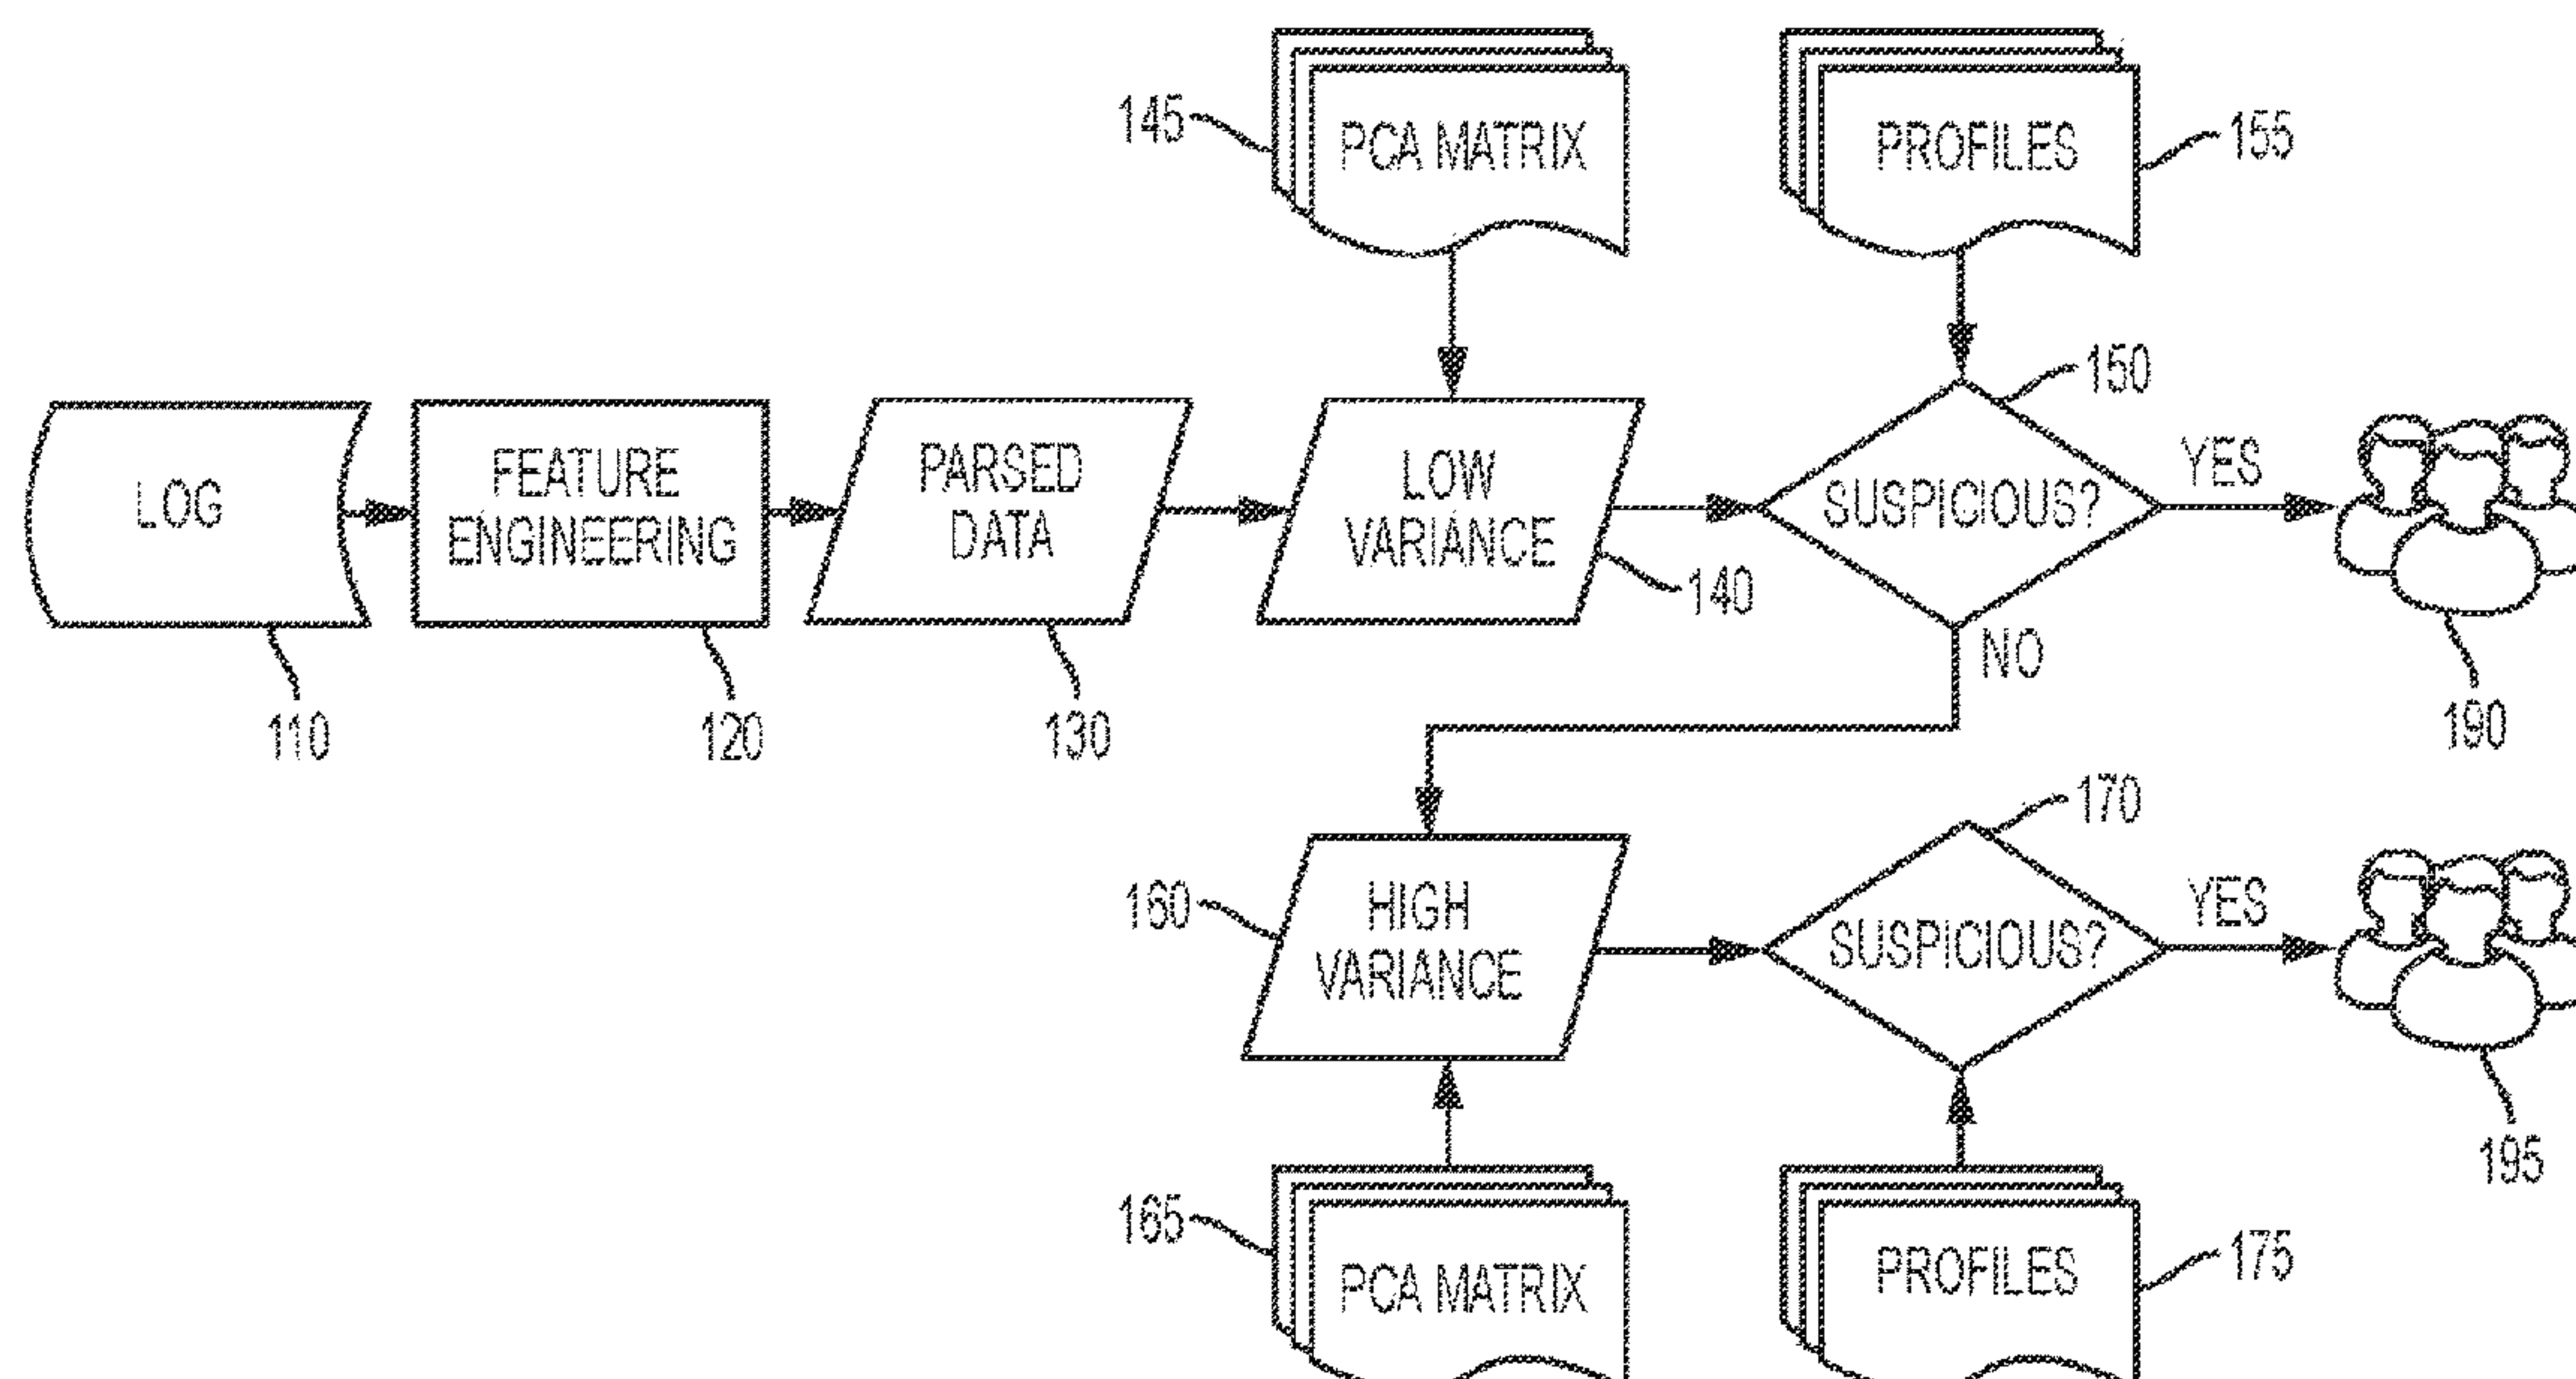 145
PCA MATRIX
PROFILES
155
150
LOG
FEATURE
ENGINEERING
PARSED
DATA
LOW
VARIANCE
SUSPICIOUS?
YES
140
NO
110
120
130
190
170
160
HIGH
VARIANCE
SUSPICIOUS?
YES
195
165
PCA MATRIX
PROFILES
175